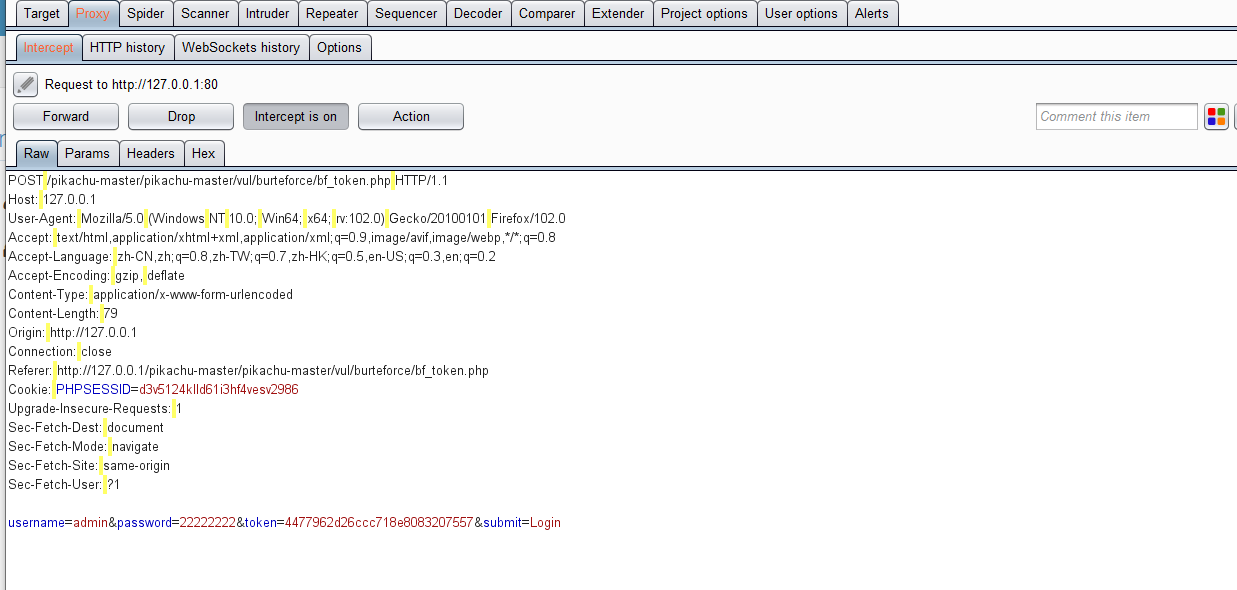 Target Proxy Spider Scanner Intruder Repeater Sequencer Decoder Comparer Extender Project options User options Alerts
Intercept HTTP history WebSockets history Options
Request to http://127.0.0.1:80
Forward Drop Intercept is on Action Comment this item
Raw Params Headers Hex
POST /pikachu-master/pikachu-master/vul/burteforce/bf_token.php HTTP/1.1
Host: 127.0.0.1
User-Agent: Mozilla/5.0 (Windows NT 10.0; Win64; x64; rv:102.0) Gecko/20100101 Firefox/102.0
Accept: text/html,application/xhtml+xml,application/xml;q=0.9,image/avif,image/webp,*/*;q=0.8
Accept-Language: zh-CN,zh;q=0.8,zh-TW;q=0.7,zh-HK;q=0.5,en-US;q=0.3,en;q=0.2
Accept-Encoding: gzip, deflate
Content-Type: application/x-www-form-urlencoded
Content-Length: 79
Origin: http://127.0.0.1
Connection: close
Referer: http://127.0.0.1/pikachu-master/pikachu-master/vul/burteforce/bf_token.php
Cookie: PHPSESSID=d3v5124klld61i3hf4vesv2986
Upgrade-Insecure-Requests: 1
Sec-Fetch-Dest: document
Sec-Fetch-Mode: navigate
Sec-Fetch-Site: same-origin
Sec-Fetch-User: ?1
username=admin&password=22222222&token=4477962d26ccc718e8083207557&submit=Login